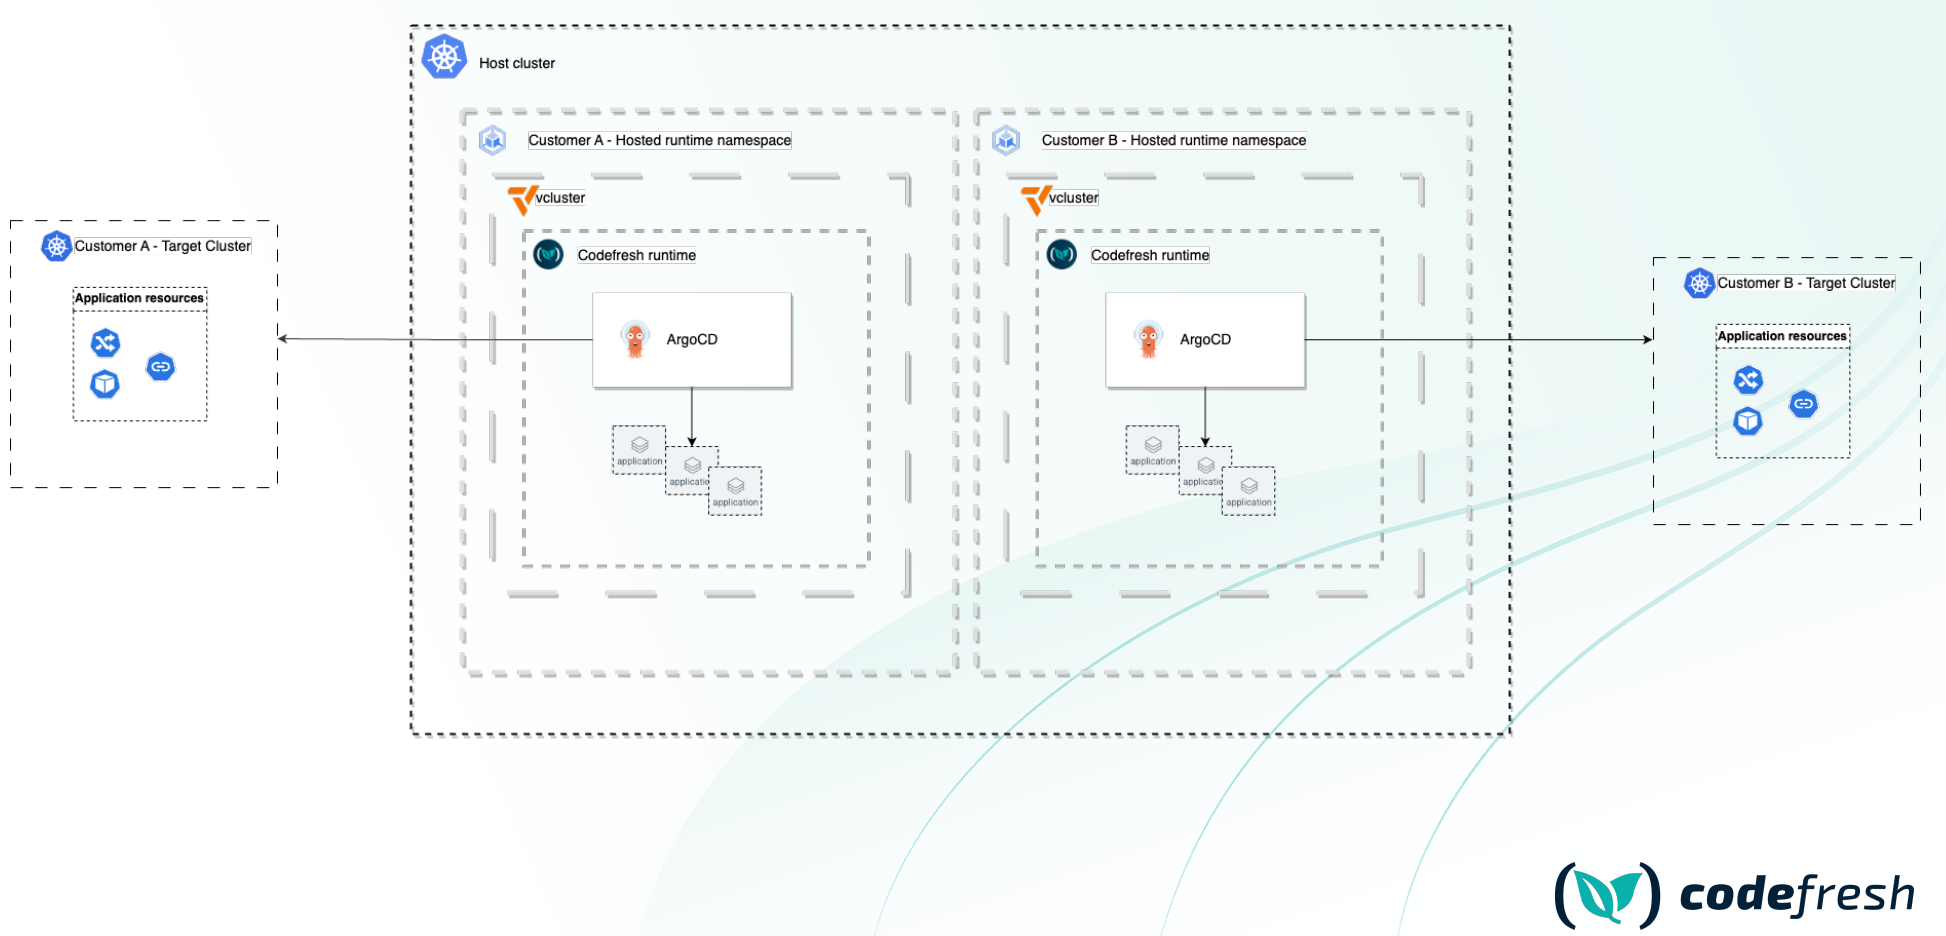 Host cluster
Customer A - Hosted runtime namespace
vcluster
Codefresh runtime
ArgoCD
application
applicatio
application
Customer B - Hosted runtime namespace
vcluster
Codefresh runtime
ArgoCD
application
application
application
Customer A - Target Cluster
Application resources
Customer B - Target Cluster
Application resources
codefresh